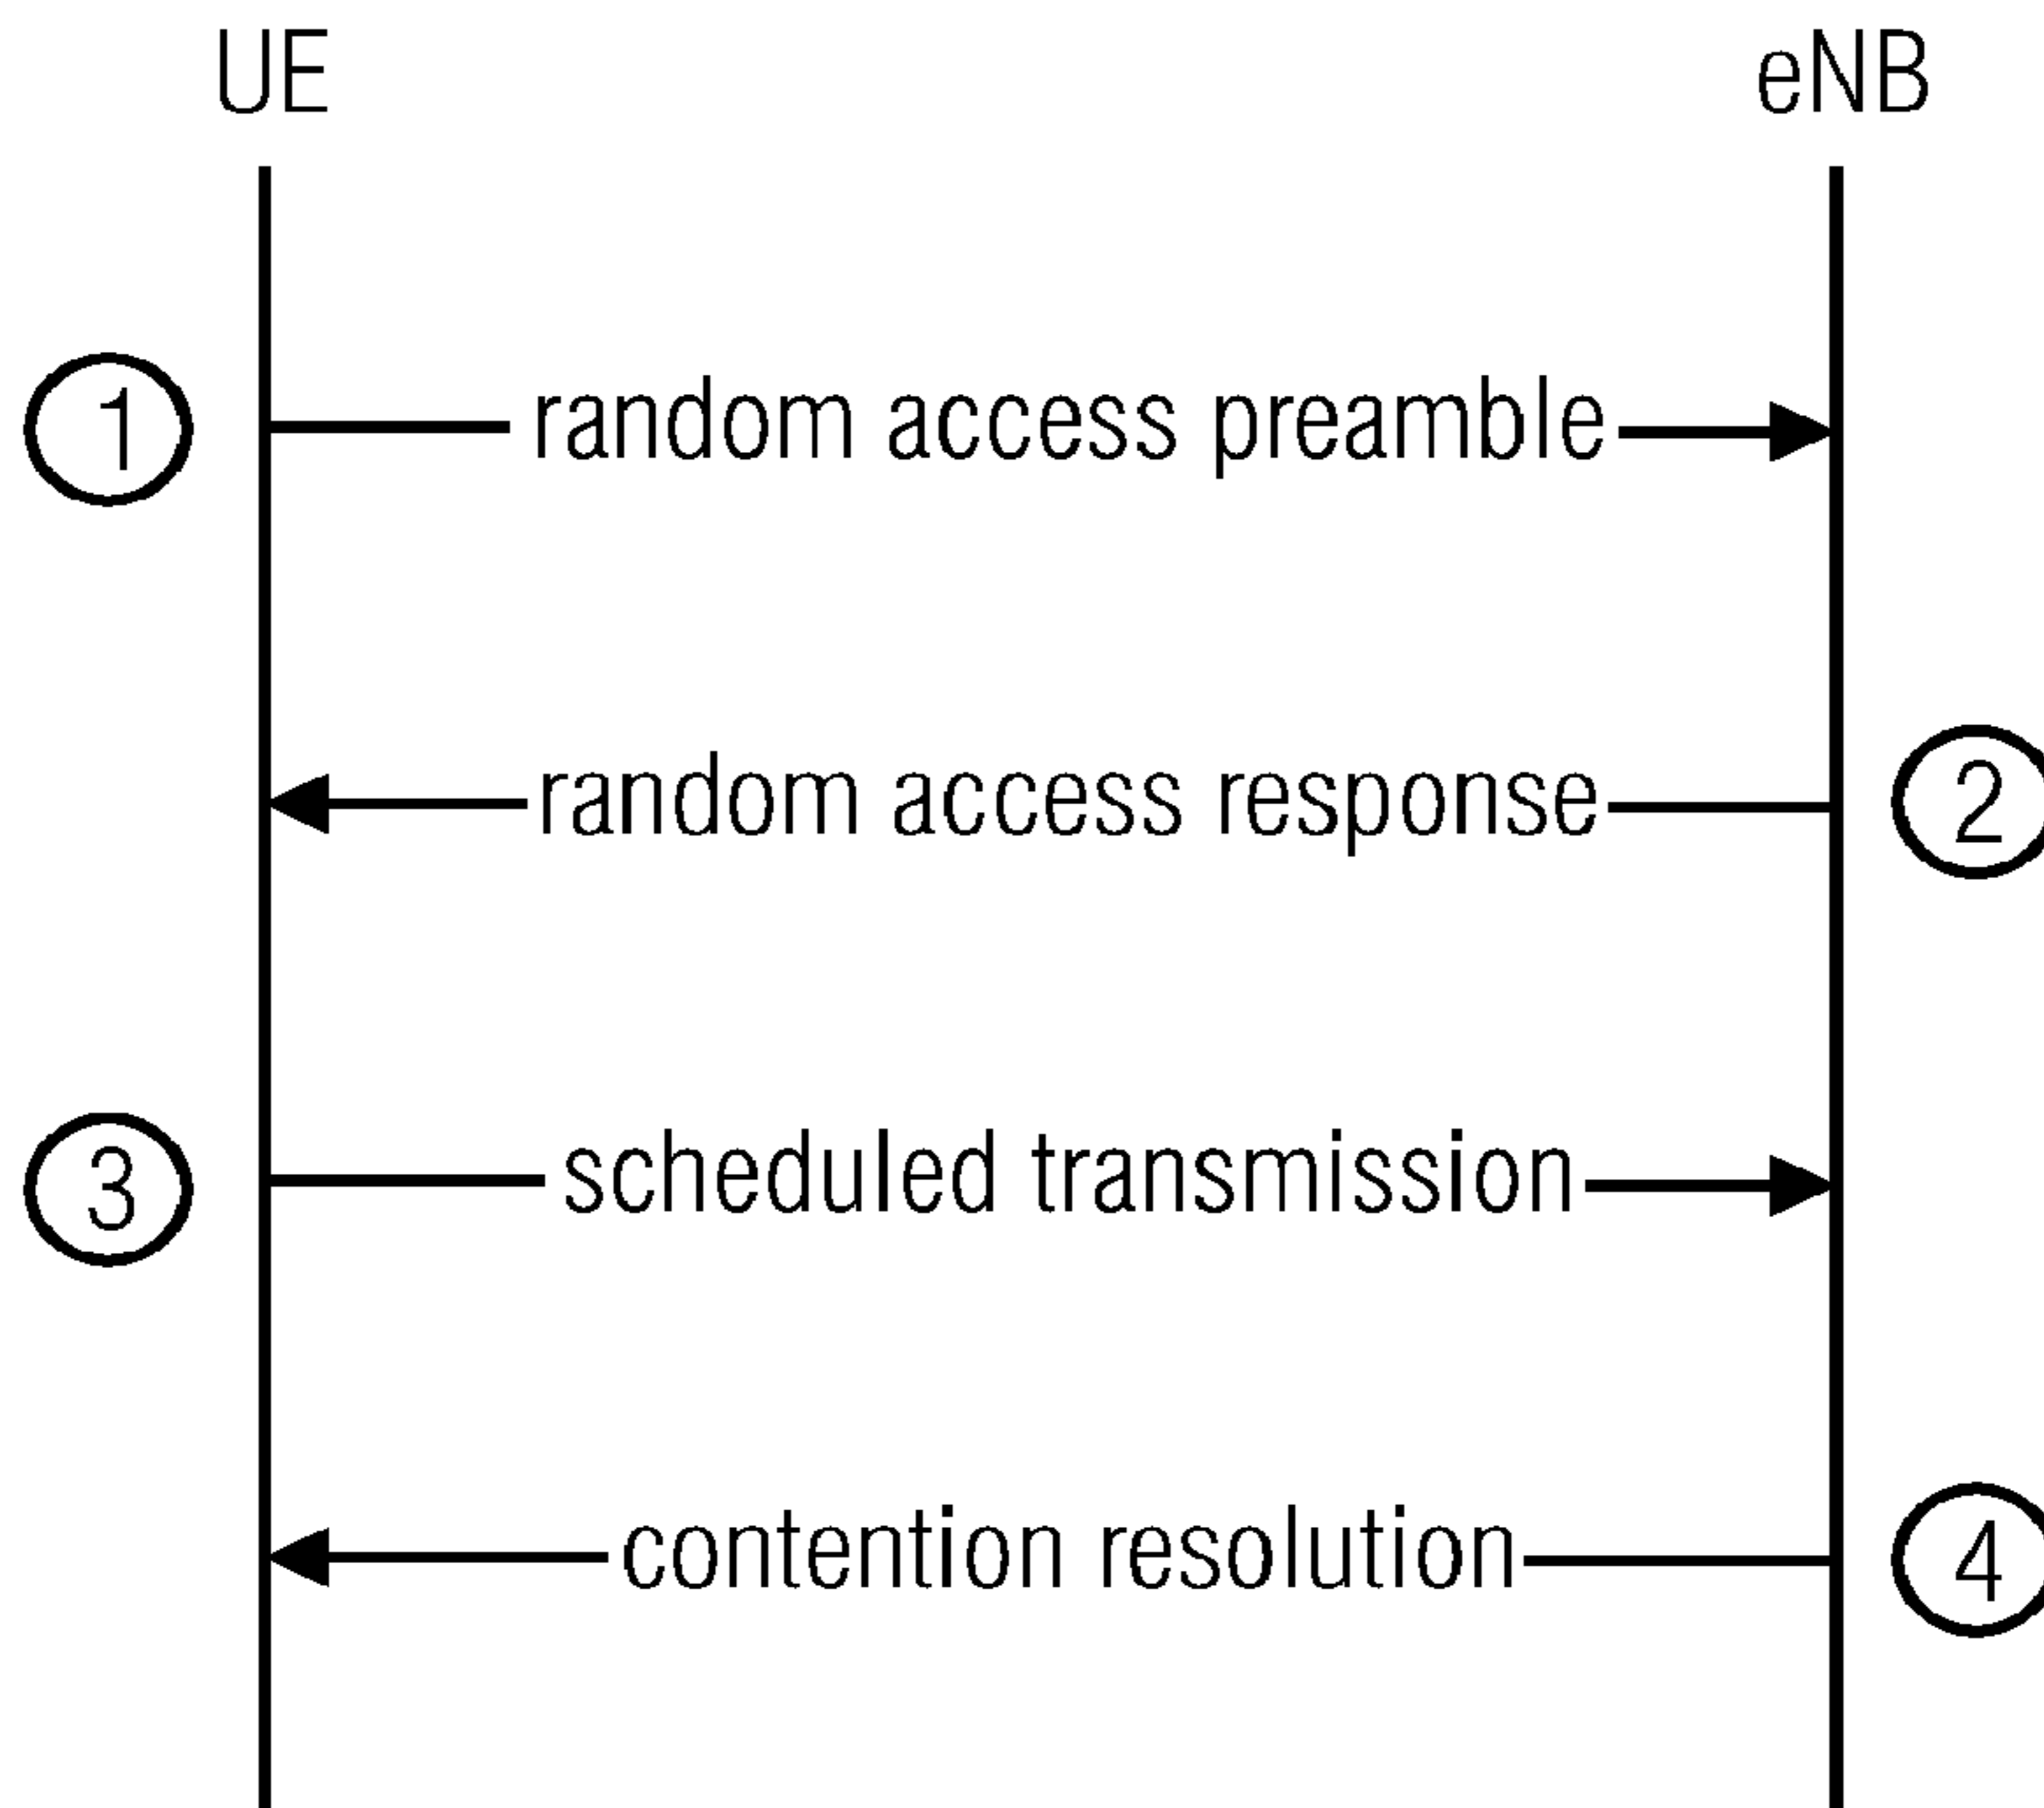 UE eNB
1 random access preamble
random access response 2
3 scheduled transmission
contention resolution 4